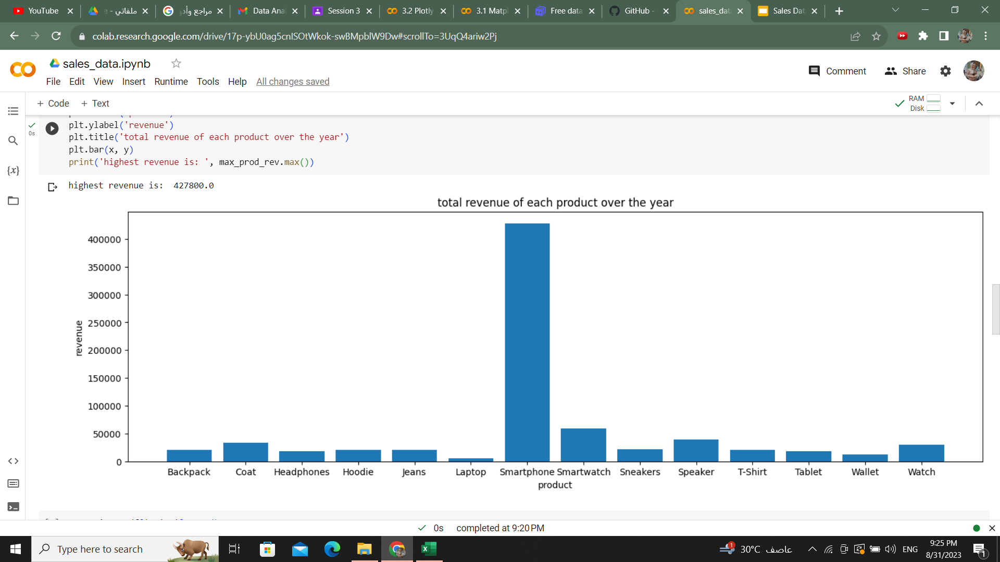 YouTube
ملفاتي - e
مراجع وأد
Data Anal
Session 3
3.2 Plotly
3.1 Matpl
Free data
GitHub -
sales_dat
Sales Dat
colab.research.google.com/drive/17p-ybU0ag5cnlSOtWkok-swBMpblW9Dw#scrollTo=3UqQ4ariw2Pj
sales_data.ipynb
Comment
Share
File Edit View Insert Runtime Tools Help All changes saved
+ Code + Text
RAM
Disk
0s
plt.ylabel('revenue')
plt.title('total revenue of each product over the year')
plt.bar(x, y)
print('highest revenue is: ', max_prod_rev.max())
{x}
highest revenue is:  427800.0
total revenue of each product over the year
400000
350000
300000
250000
200000
150000
100000
50000
0
revenue
Backpack Coat Headphones Hoodie Jeans Laptop Smartphone Smartwatch Sneakers Speaker T-Shirt Tablet Wallet Watch
product
0s completed at 9:20 PM
Type here to search
1
30°C عاصف
ENG
9:25 PM
8/31/2023
1